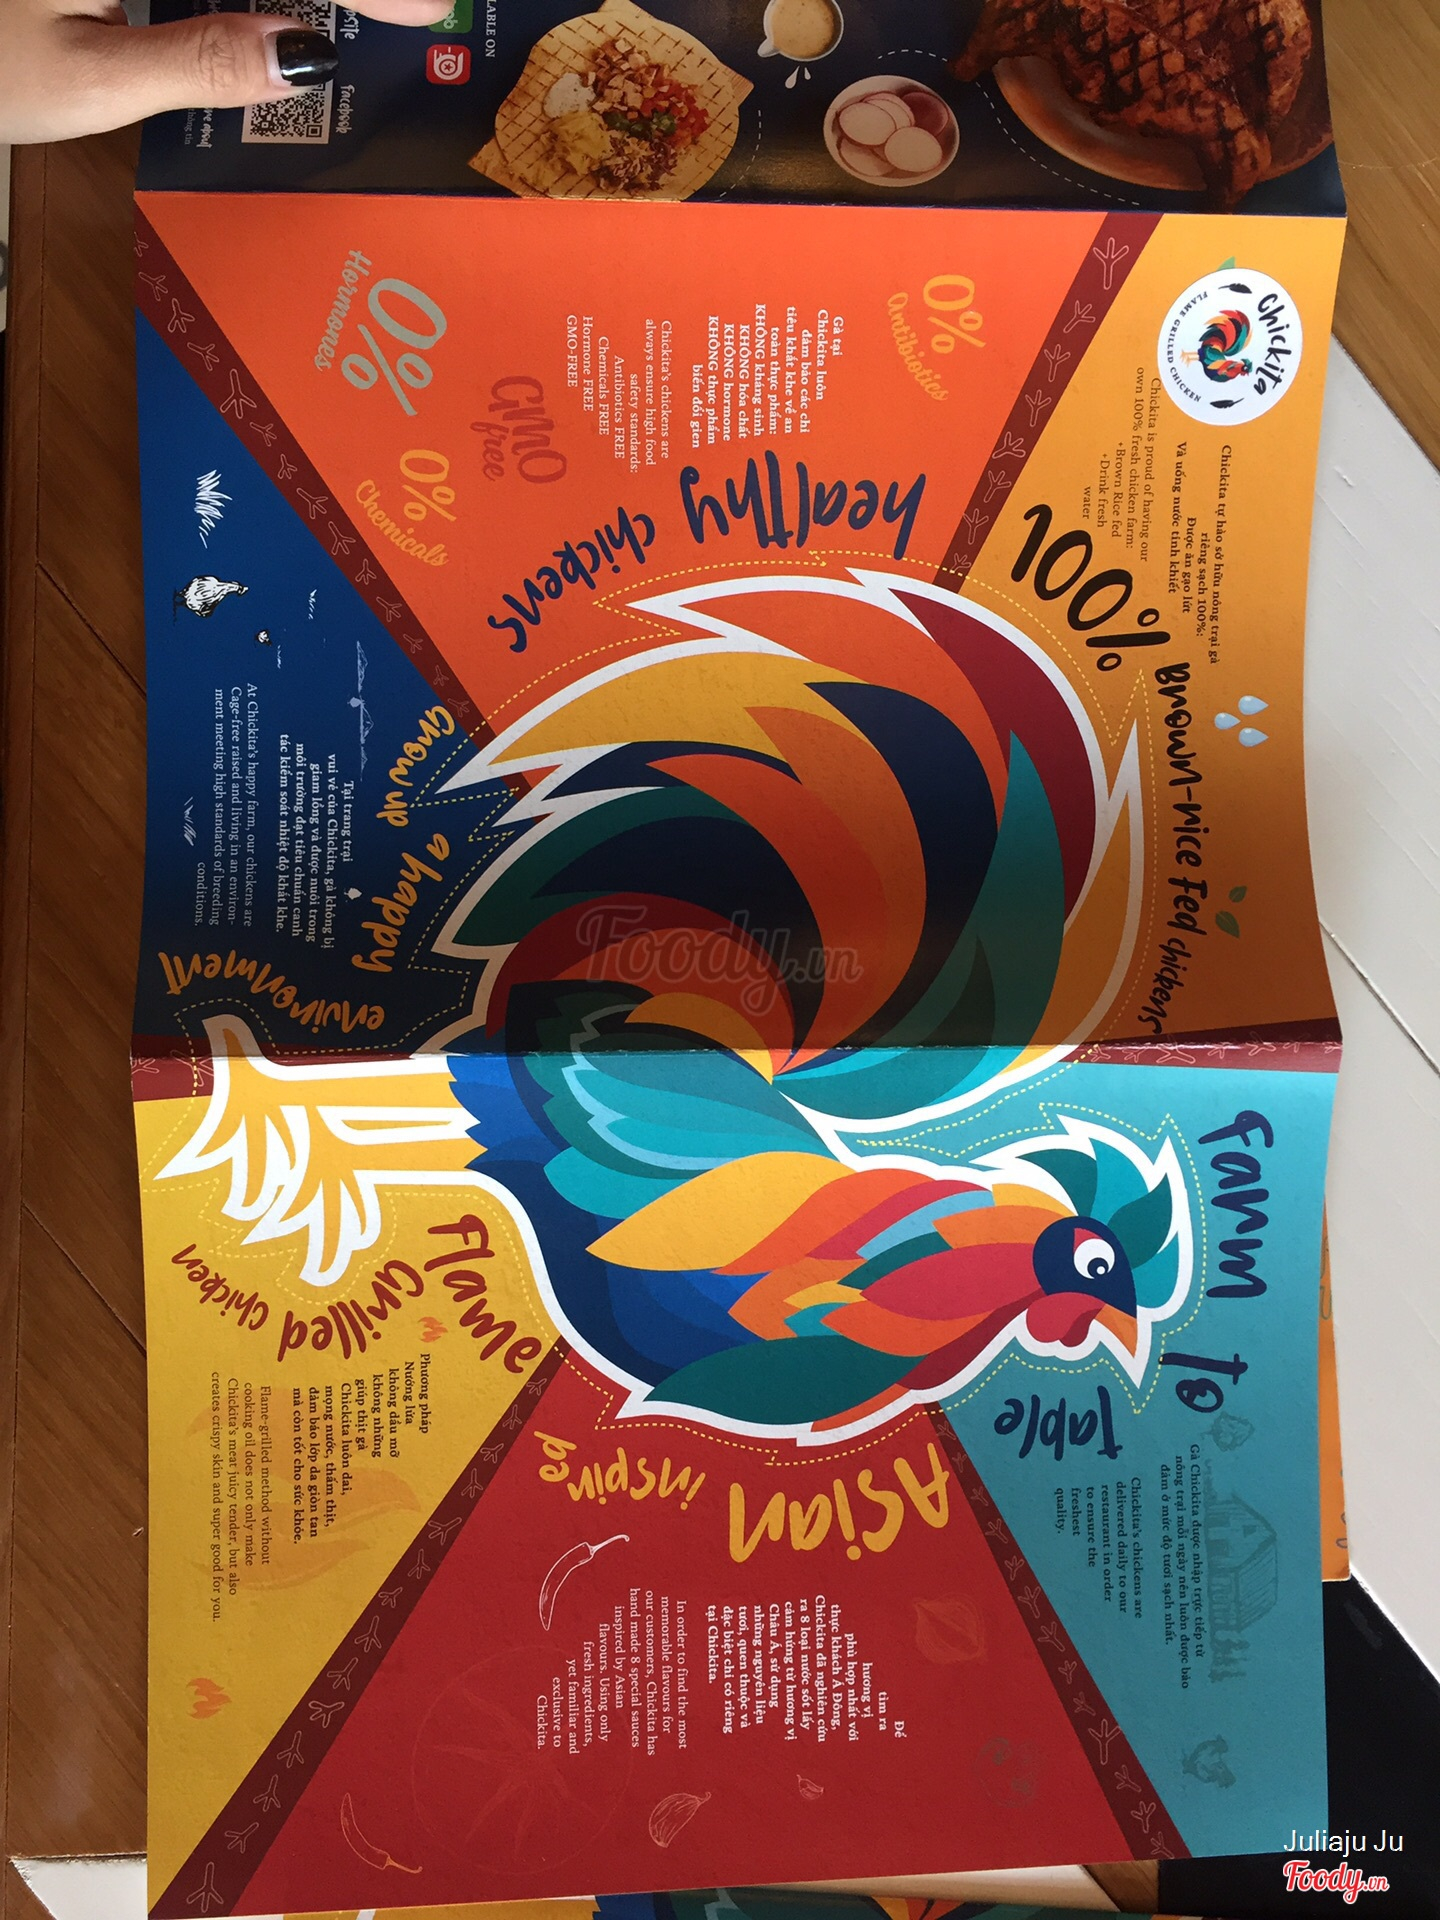 LABLE ON
Facebook
Chickita
FLAME GRILLED CHICKEN
Chickita tự hào sở hữu nông trại gà
riêng sạch 100%:
Được ăn gạo lứt
Và uống nước tinh khiết
Chickita is proud of having our
own 100% fresh chicken farm:
+Brown Rice fed
+Drink fresh
water
100%
Brown-rice Fed chickens
0%
Antibiotics
Gà tại
Chickita luôn
đảm bảo các chỉ
tiêu khắt khe về an
toàn thực phẩm:
KHÔNG kháng sinh
KHÔNG hóa chất
KHÔNG hormone
KHÔNG thực phẩm
biến đổi gien
Chickita's chickens are
always ensure high food
safety standards:
Antibiotics FREE
Chemicals FREE
Hormone FREE
GMO-FREE
GMO
free
0%
Hormones
0%
Chemicals
healthy chickens
Grow up a happy
environment
Tại trang trại
vui vẻ của Chickita, gà không bị
giam lồng và được nuôi trong
môi trường đạt tiêu chuẩn canh
tác kiểm soát nhiệt độ khắt khe.
At Chickita's happy farm, our chickens are
Cage-free raised and living in an environ-
ment meeting high standards of breeding
conditions.
Farm To
Table
Gà Chickita được nhập trực tiếp từ
nông trại mỗi ngày nên luôn được bảo
đảm ở mức độ tươi sạch nhất.
Chickita's chickens are
delivered daily to our
restaurant in order
to ensure the
freshest
quality.
Asian
inspired
Để
tìm ra
hương vị
phù hợp nhất với
thực khách Á Đông,
Chickita đã nghiên cứu
ra 8 loại nước sốt lấy
cảm hứng từ hương vị
Châu Á, sử dụng
những nguyên liệu
tươi, quen thuộc và
đặc biệt chỉ có riêng
tại Chickita.
In order to find the most
memorable flavours for
our customers, Chickita has
hand made 8 special sauces
inspired by Asian
flavours. Using only
fresh ingredients,
yet familiar and
exclusive to
Chickita.
Flame
Grilled chicken
Phương pháp
Nướng lửa
không dầu mỡ
không những
giúp thịt gà
Chickita luôn dai,
mọng nước, thấm thịt,
đảm bảo lớp da giòn tan
mà còn tốt cho sức khỏe.
Flame-grilled method without
cooking oil does not only make
Chickita's meat juicy tender, but also
creates crispy skin and super good for you.
Foody.vn
Juliaju Ju
Foody.vn